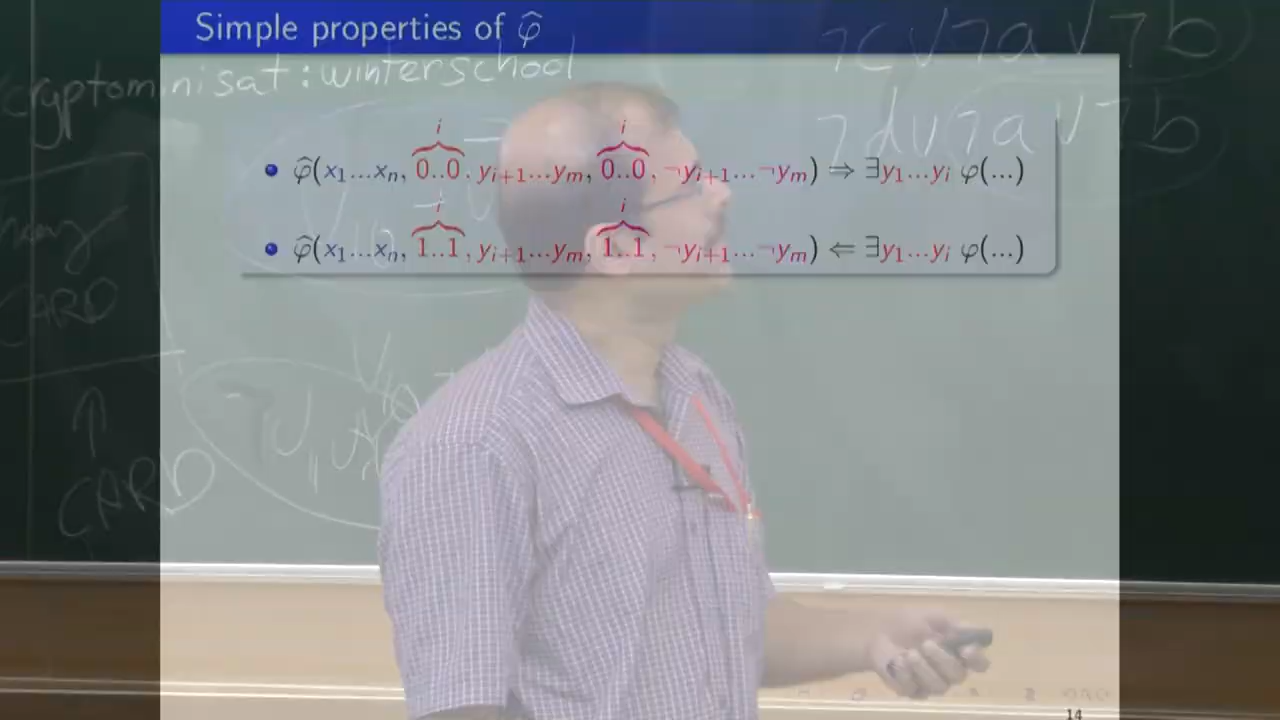 Simple properties of φ̂
cryptominisat : winterschool
¬c∨¬a∨¬b
¬d∨¬a∨¬b
i i
• φ̂(x₁...xₙ, 0..0, yᵢ₊₁...yₘ, 0..0, ¬yᵢ₊₁...¬yₘ) ⇒ ∃y₁...yᵢ φ(...)
i i
• φ̂(x₁...xₙ, 1..1, yᵢ₊₁...yₘ, 1..1, ¬yᵢ₊₁...¬yₘ) ⇐ ∃y₁...yᵢ φ(...)
CARD
↑
CARD
14